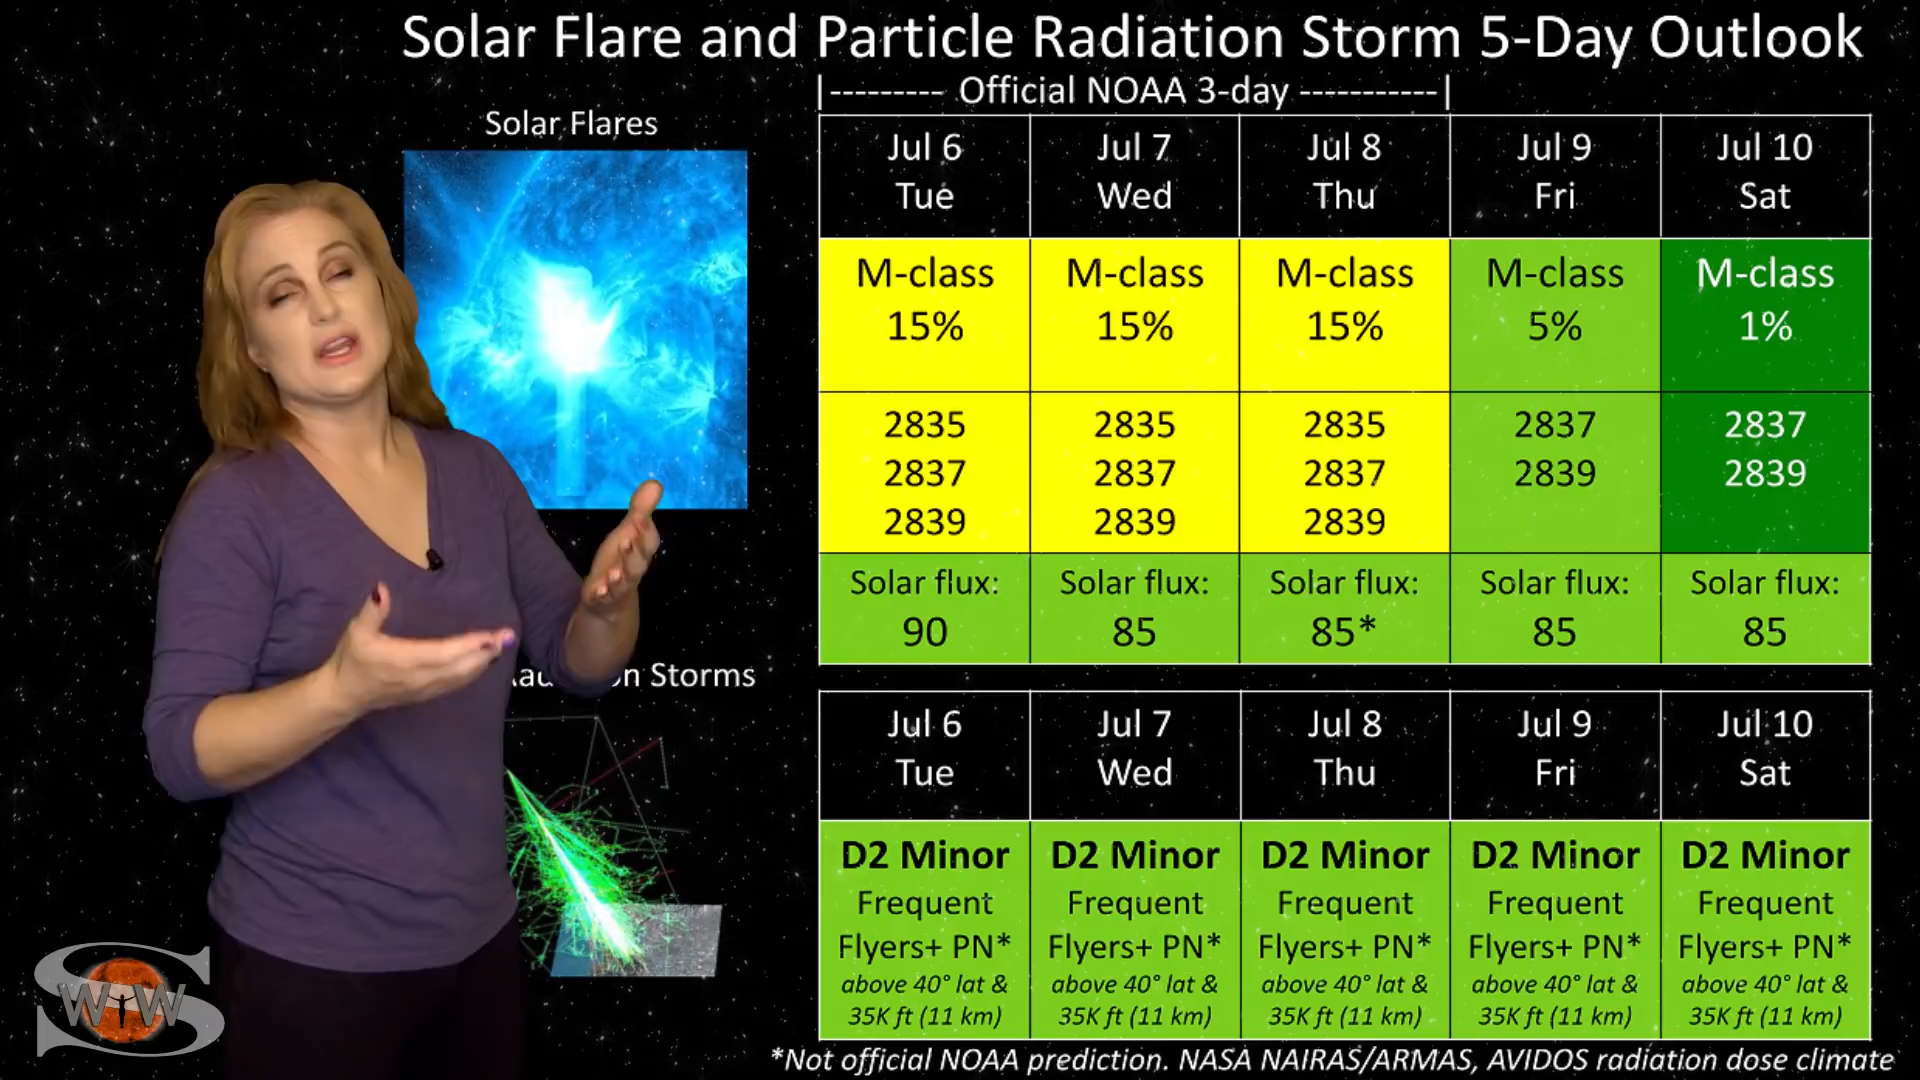 Solar Flare and Particle Radiation Storm 5-Day Outlook
|--------- Official NOAA 3-day -----------|
Solar Flares
Jul 6 Jul 7 Jul 8 Jul 9 Jul 10
Tue Wed Thu Fri Sat
M-class M-class M-class M-class M-class
15% 15% 15% 5% 1%
2835 2835 2835 2837 2837
2837 2837 2837 2839 2839
2839 2839 2839
Solar flux: Solar flux: Solar flux: Solar flux: Solar flux:
90 85 85* 85 85
Storms
Jul 6 Jul 7 Jul 8 Jul 9 Jul 10
Tue Wed Thu Fri Sat
D2 Minor D2 Minor D2 Minor D2 Minor D2 Minor
Frequent Frequent Frequent Frequent Frequent
Flyers+ PN* Flyers+ PN* Flyers+ PN* Flyers+ PN* Flyers+ PN*
above 40° lat & above 40° lat & above 40° lat & above 40° lat & above 40° lat &
35K ft (11 km) 35K ft (11 km) 35K ft (11 km) 35K ft (11 km) 35K ft (11 km)
*Not official NOAA prediction. NASA NAIRAS/ARMAS, AVIDOS radiation dose climate
S
WTW